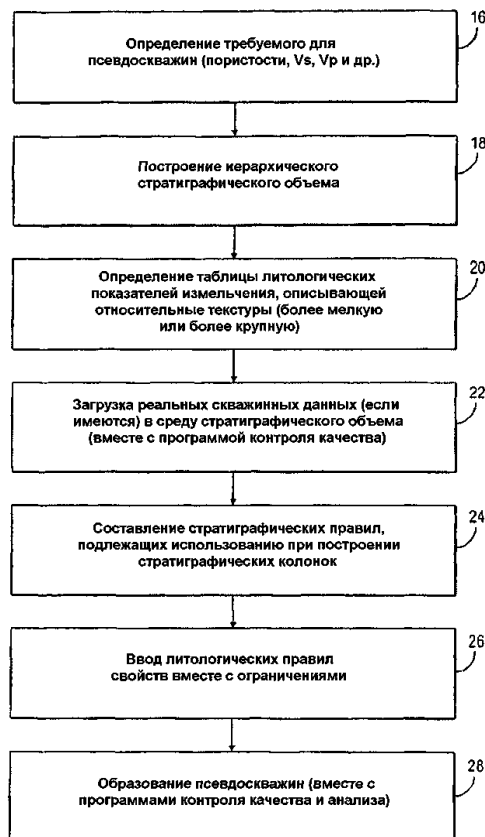 16
Определение требуемого для
псевдоскважин (пористости, Vs, Vp и др.)
18
Построение иерархического
стратиграфического объема
20
Определение таблицы литологических
показателей измельчения, описывающей
относительные текстуры (более мелкую
или более крупную)
22
Загрузка реальных скважинных данных (если
имеются) в среду стратиграфического объема
(вместе с программой контроля качества)
24
Составление стратиграфических правил,
подлежащих использованию при построении
стратиграфических колонок
26
Ввод литологических правил
свойств вместе с ограничениями
28
Образование псевдоскважин (вместе с
программами контроля качества и анализа)